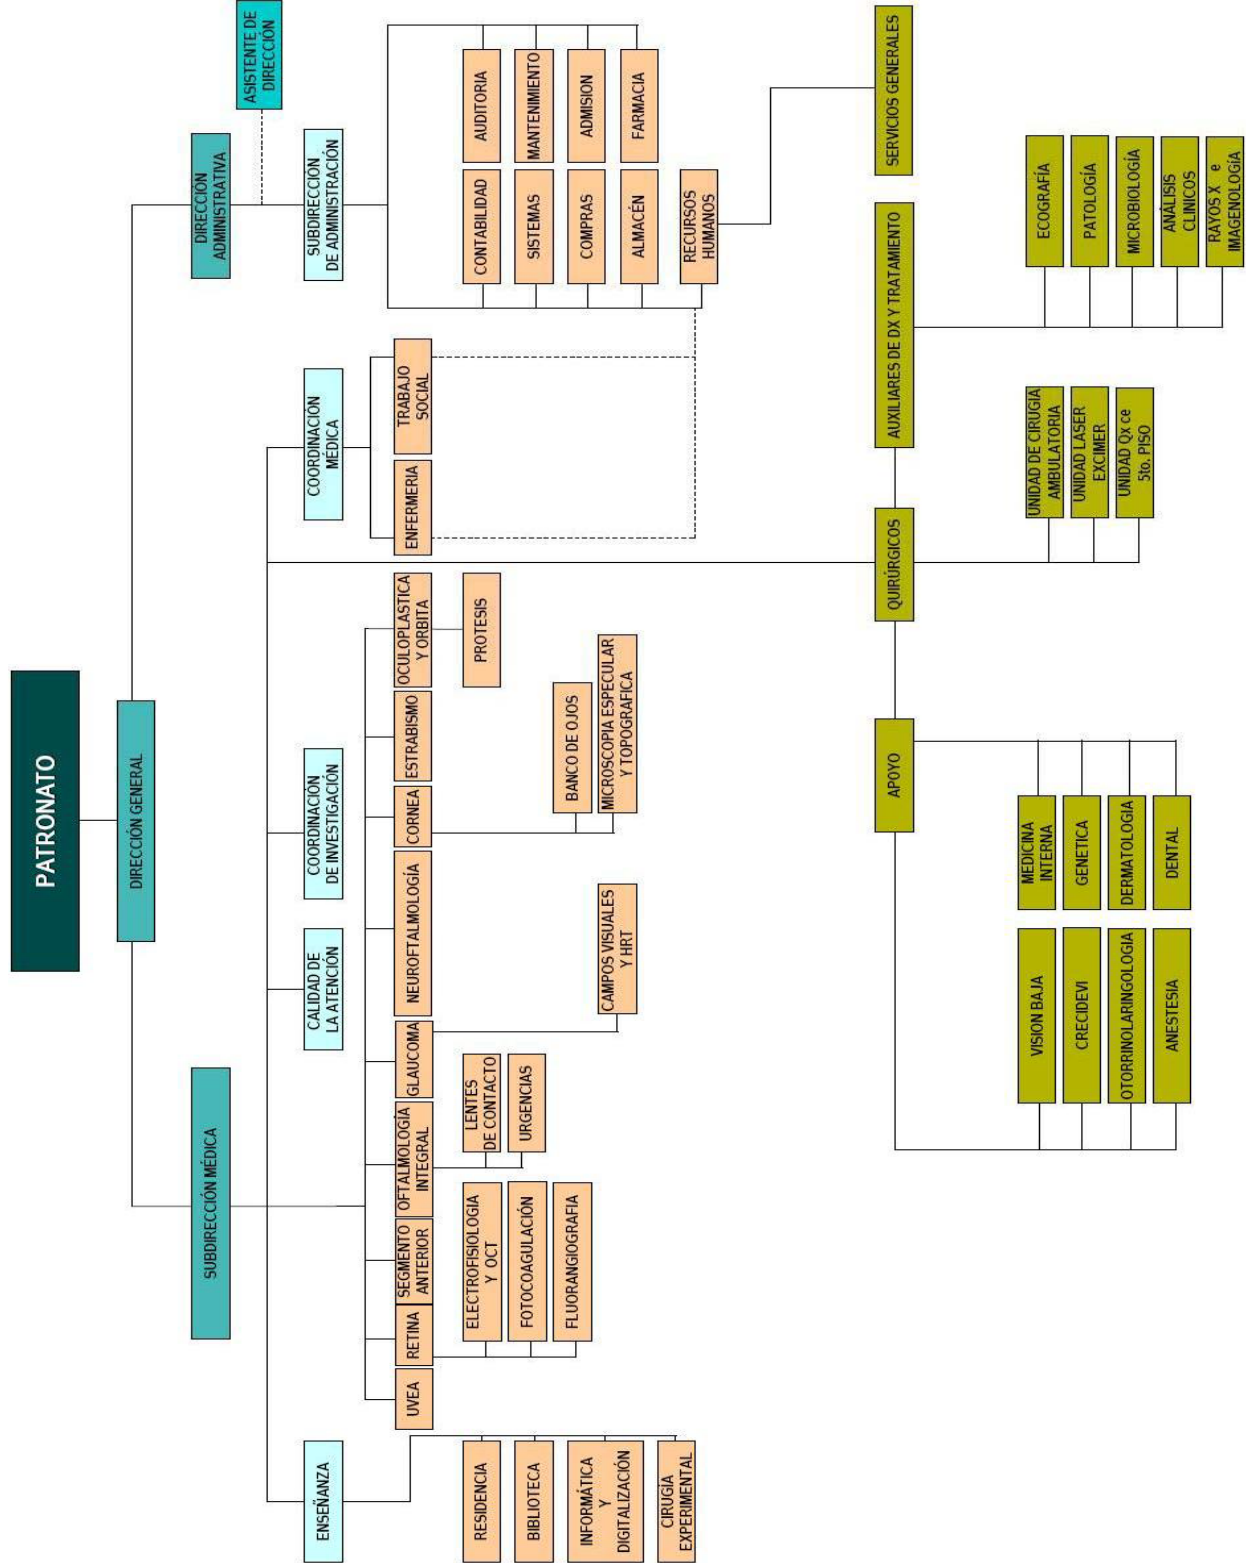 PATRONATO
DIRECCIÓN GENERAL
SUBDIRECCIÓN MÉDICA
DIRECCIÓN
ADMINISTRATIVA
ASISTENTE DE
DIRECCIÓN
ENSEÑANZA
CALIDAD DE
LA ATENCIÓN
COORDINACIÓN
DE INVESTIGACIÓN
COORDINACIÓN
MÉDICA
SUBDIRECCIÓN
DE ADMINISTRACIÓN
UVEA
RETINA
SEGMENTO
ANTERIOR
OFTALMOLOGÍA
INTEGRAL
GLAUCOMA
NEUROFTALMOLOGÍA
CORNEA
ESTRABISMO
OCULOPLASTICA
Y ORBITA
ENFERMERIA
TRABAJO
SOCIAL
RESIDENCIA
BIBLIOTECA
INFORMÁTICA
Y
DIGITALIZACIÓN
CIRUGÍA
EXPERIMENTAL
ELECTROFISIOLOGIA
Y OCT
FOTOCOAGULACIÓN
FLUORANGIOGRAFIA
LENTES
DE CONTACTO
URGENCIAS
CAMPOS VISUALES
Y HRT
BANCO DE OJOS
MICROSCOPIA ESPECULAR
Y TOPOGRAFICA
PROTESIS
CONTABILIDAD
AUDITORIA
SISTEMAS
MANTENIMIENTO
COMPRAS
ADMISION
ALMACÉN
FARMACIA
RECURSOS
HUMANOS
APOYO
QUIRÚRGICOS
AUXILIARES DE DX Y TRATAMIENTO
SERVICIOS GENERALES
VISION BAJA
MEDICINA
INTERNA
CRECIDEVI
GENETICA
OTORRINOLARINGOLOGIA
DERMATOLOGIA
ANESTESIA
DENTAL
UNIDAD DE CIRUGIA
AMBULATORIA
UNIDAD LASER
EXCIMER
UNIDAD Qx ce
5to. PISO
ECOGRAFÍA
PATOLOGÍA
MICROBIOLOGÍA
ANÁLISIS
CLINICOS
RAYOS X e
IMAGENOLOGÍA